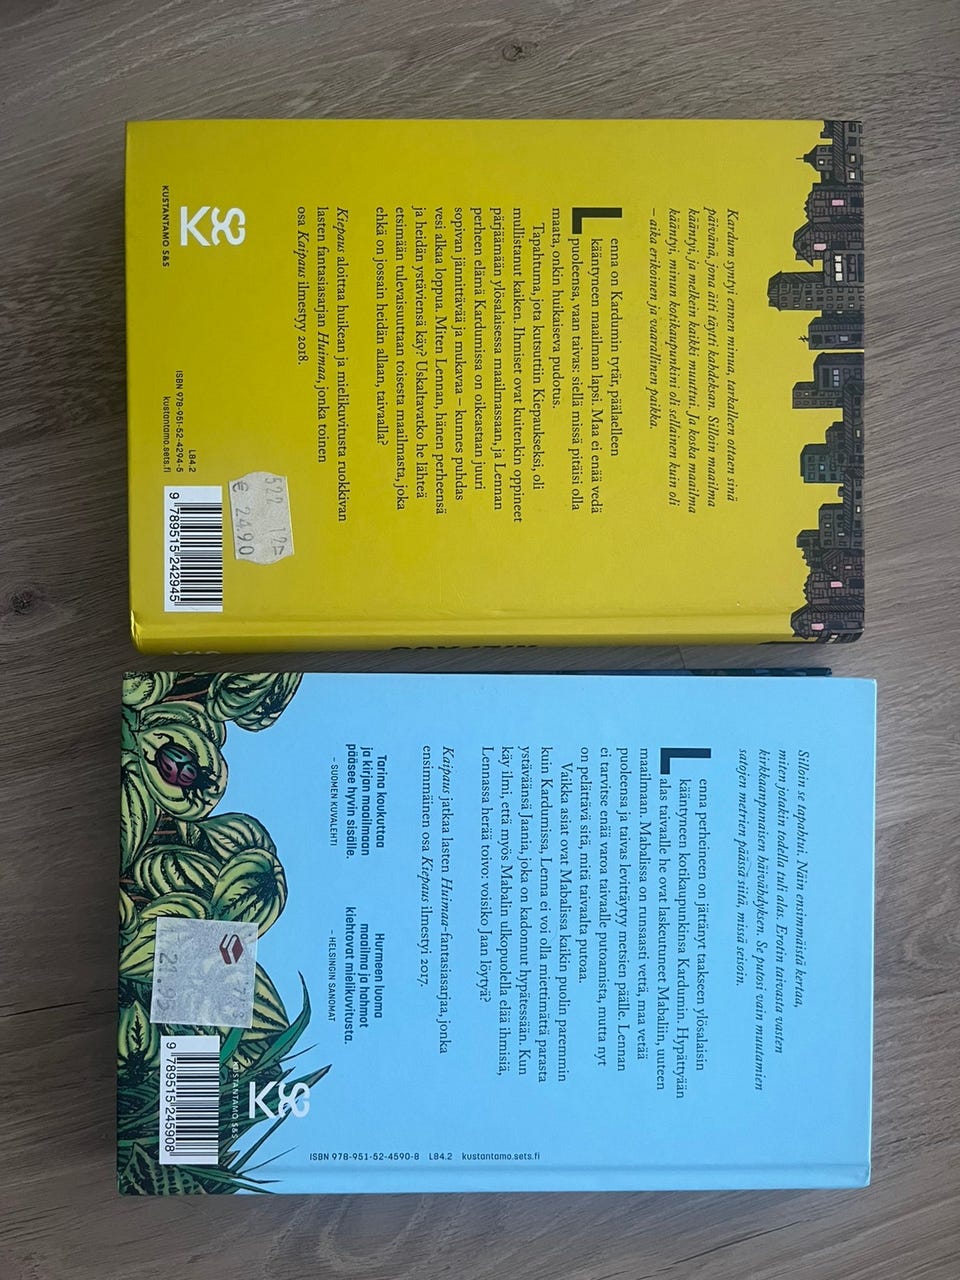 Kardum syntyi ennen minua, tarkalleen ottaen sinä
päivänä, jona äiti täytti kahdeksan. Silloin maailma
kääntyi, ja melkein kaikki muuttui. Ja koska maailma
kääntyi, minun kotikaupunkini oli sellainen kuin oli
– aika erikoinen ja vaarallinen paikka.
Lenna on Kardumin tytär, päälaelleen
kääntyneen maailman lapsi. Maa ei enää vedä
puoleensa, vaan taivas: siellä missä pitäisi olla
maata, onkin huikaiseva pudotus.
Tapahtuma, jota kutsuttiin Kiepaukseksi, oli
mullistanut kaiken. Ihmiset ovat kuitenkin oppineet
pärjäämään ylösalaisessa maailmassaan, ja Lennan
perheen elämä Kardumissa on oikeastaan juuri
sopivan jännittävää ja mukavaa – kunnes puhdas
vesi alkaa loppua. Miten Lennan, hänen perheensä
ja heidän ystäviensä käy? Uskaltavatko he lähteä
etsimään tulevaisuuttaan toisesta maailmasta, joka
ehkä on jossain heidän allaan, taivaalla?
Kiepaus aloittaa huikean ja mielikuvitusta ruokkivan
lasten fantasiasarjan Huimaa, jonka toinen
osa Kaipaus ilmestyy 2018.
K S&S
KUSTANTAMO S&S
L84.2
ISBN 978-951-52-4294-5
kustantamo.sets.fi
522 12
€ 24.90
9 789515 242945
Silloin se tapahtui. Näin ensimmäistä kertaa,
miten jotakin todella tuli alas. Erotin taivasta vasten
kirkkaanpunaisen häivähdyksen. Se putosi vain muutamien
satojen metrien päässä siitä, missä seisoin.
Lenna perheineen on jättänyt taakseen ylösalaisin
kääntyneen kotikaupunkinsa Kardumin. Hypättyään
alas taivaalle he ovat laskeutuneet Mabaliin, uuteen
maailmaan. Mabalissa on runsaasti vettä, maa vetää
puoleensa ja taivas levittäytyy metsien päälle. Lennan
ei tarvitse enää varoa taivaalle putoamista, mutta nyt
on pelättävä sitä, mitä taivaalta putoaa.
Vaikka asiat ovat Mabalissa kaikin puolin paremmin
kuin Kardumissa, Lenna ei voi olla miettimättä parasta
ystäväänsä Jaania, joka on kadonnut hypätessään. Kun
käy ilmi, että myös Mabalin ulkopuolella elää ihmisiä,
Lennassa herää toivo: voisiko Jaan löytyä?
Kaipaus jatkaa lasten Huimaa-fantasiasarjaa, jonka
ensimmäinen osa Kiepaus ilmestyi 2017.
Tarina koukuttaa
ja kirjan maailmaan
pääsee hyvin sisälle.
– SUOMEN KUVALEHTI
Hurmeen luoma
maailma ja hahmot
kiehtovat mielikuvitusta.
– HELSINGIN SANOMAT
21.95
K S&S
KUSTANTAMO S&S
9 789515 245908
ISBN 978-951-52-4590-8 L84.2 kustantamo.sets.fi